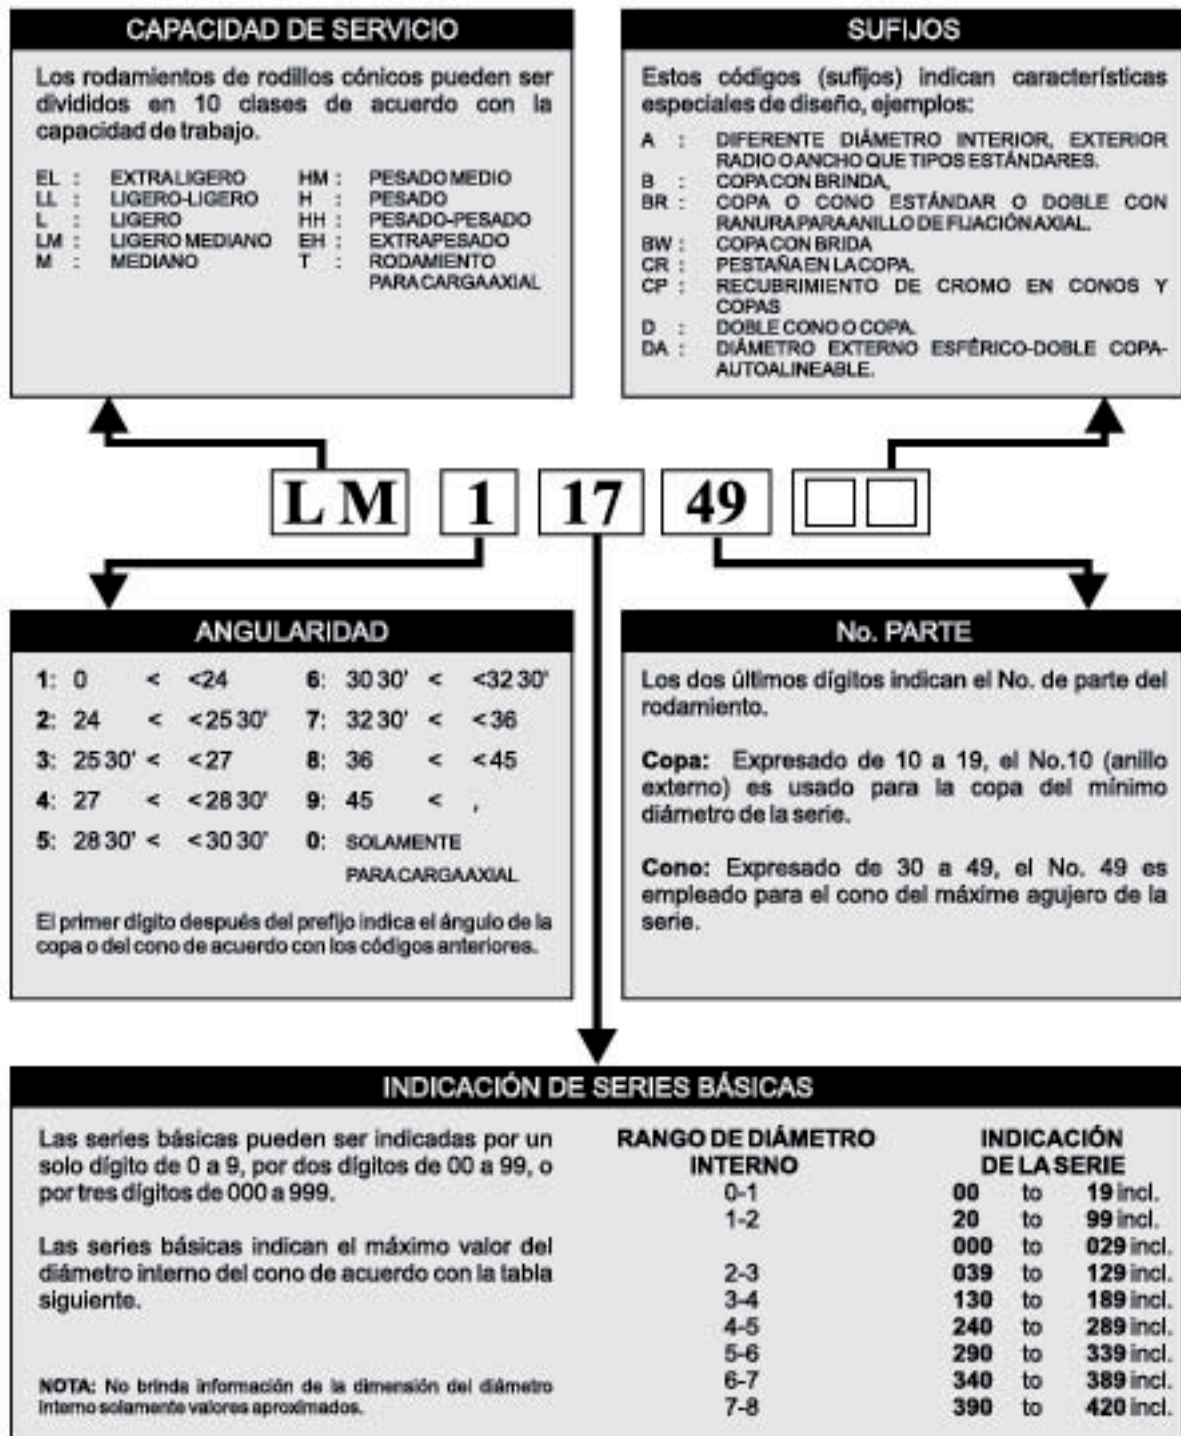 CAPACIDAD DE SERVICIO
Los rodamientos de rodillos cónicos pueden ser
divididos en 10 clases de acuerdo con la
capacidad de trabajo.
EL : EXTRALIGERO HM : PESADO MEDIO
LL : LIGERO-LIGERO H : PESADO
L : LIGERO HH : PESADO-PESADO
LM : LIGERO MEDIANO EH : EXTRAPESADO
M : MEDIANO T : RODAMIENTO
PARA CARGA AXIAL
SUFIJOS
Estos códigos (sufijos) indican características
especiales de diseño, ejemplos:
A : DIFERENTE DIÁMETRO INTERIOR, EXTERIOR
RADIO O ANCHO QUE TIPOS ESTÁNDARES.
B : COPA CON BRINDA,
BR : COPA O CONO ESTÁNDAR O DOBLE CON
RANURA PARA ANILLO DE FIJACIÓN AXIAL.
BW : COPA CON BRIDA
CR : PESTAÑA EN LA COPA.
CP : RECUBRIMIENTO DE CROMO EN CONOS Y
COPAS
D : DOBLE CONO O COPA.
DA : DIÁMETRO EXTERNO ESFÉRICO-DOBLE COPA-
AUTOALINEABLE.
LM 1 17 49
ANGULARIDAD
1: 0 < <24 6: 30 30' < <32 30'
2: 24 < <25 30' 7: 32 30' < <36
3: 25 30' < <27 8: 36 < <45
4: 27 < <28 30' 9: 45 < ,
5: 28 30' < <30 30' 0: SOLAMENTE
PARA CARGA AXIAL
El primer dígito después del prefijo indica el ángulo de la
copa o del cono de acuerdo con los códigos anteriores.
No. PARTE
Los dos últimos dígitos indican el No. de parte del
rodamiento.
Copa: Expresado de 10 a 19, el No.10 (anillo
externo) es usado para la copa del mínimo
diámetro de la serie.
Cono: Expresado de 30 a 49, el No. 49 es
empleado para el cono del máxime agujero de la
serie.
INDICACIÓN DE SERIES BÁSICAS
Las series básicas pueden ser indicadas por un
solo dígito de 0 a 9, por dos dígitos de 00 a 99, o
por tres dígitos de 000 a 999.
Las series básicas indican el máximo valor del
diámetro interno del cono de acuerdo con la tabla
siguiente.
NOTA: No brinda información de la dimensión del diámetro
interno solamente valores aproximados.
RANGO DE DIÁMETRO INDICACIÓN
INTERNO DE LA SERIE
0-1 00 to 19 incl.
1-2 20 to 99 incl.
000 to 029 incl.
2-3 039 to 129 incl.
3-4 130 to 189 incl.
4-5 240 to 289 incl.
5-6 290 to 339 incl.
6-7 340 to 389 incl.
7-8 390 to 420 incl.